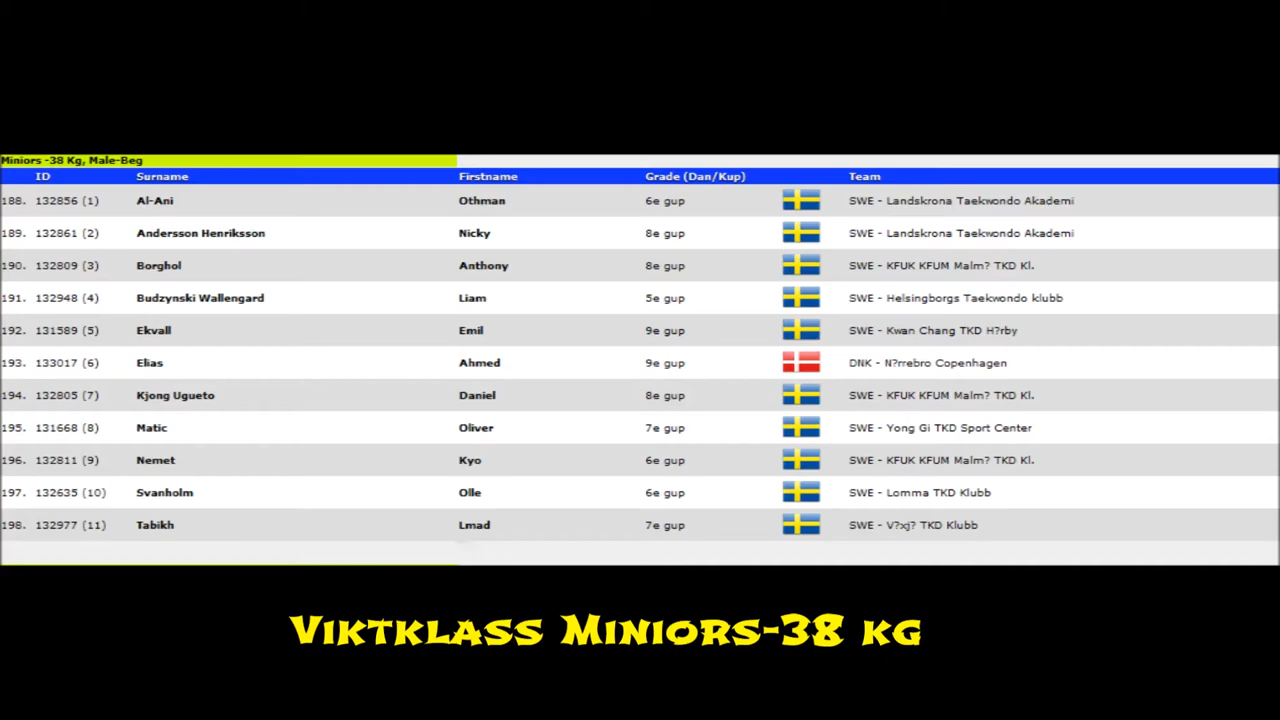 Miniors -38 Kg, Male-Beg
ID Surname Firstname Grade (Dan/Kup) Team
188. 132856 (1) Al-Ani Othman 6e gup SWE - Landskrona Taekwondo Akademi
189. 132861 (2) Andersson Henriksson Nicky 8e gup SWE - Landskrona Taekwondo Akademi
190. 132809 (3) Borghol Anthony 8e gup SWE - KFUK KFUM Malm? TKD Kl.
191. 132948 (4) Budzynski Wallengard Liam 5e gup SWE - Helsingborgs Taekwondo klubb
192. 131589 (5) Ekvall Emil 9e gup SWE - Kwan Chang TKD H?rby
193. 133017 (6) Elias Ahmed 9e gup DNK - N?rrebro Copenhagen
194. 132805 (7) Kjong Ugueto Daniel 8e gup SWE - KFUK KFUM Malm? TKD Kl.
195. 131668 (8) Matic Oliver 7e gup SWE - Yong Gi TKD Sport Center
196. 132811 (9) Nemet Kyo 6e gup SWE - KFUK KFUM Malm? TKD Kl.
197. 132635 (10) Svanholm Olle 6e gup SWE - Lomma TKD Klubb
198. 132977 (11) Tabikh Lmad 7e gup SWE - V?xj? TKD Klubb
Viktklass Miniors-38 kg